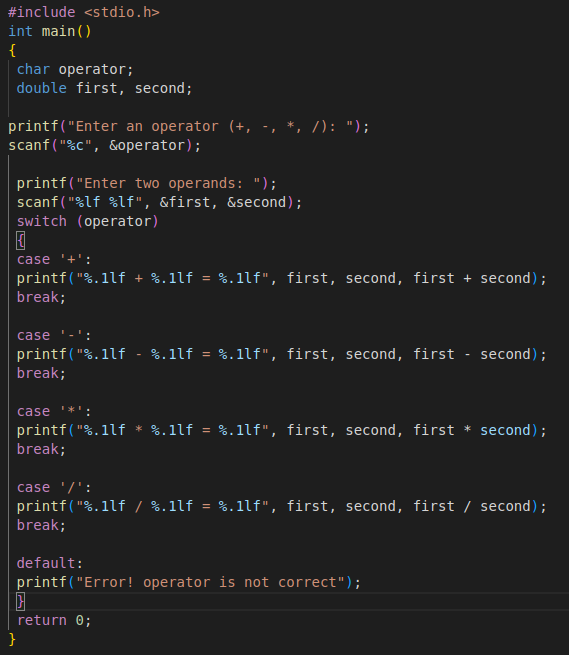 #include <stdio.h>
int main()
{
char operator;
double first, second;
printf("Enter an operator (+, -, *, /): ");
scanf("%c", &operator);
printf("Enter two operands: ");
scanf("%lf %lf", &first, &second);
switch (operator)
{
case '+':
printf("%.1lf + %.1lf = %.1lf", first, second, first + second);
break;
case '-':
printf("%.1lf - %.1lf = %.1lf", first, second, first - second);
break;
case '*':
printf("%.1lf * %.1lf = %.1lf", first, second, first * second);
break;
case '/':
printf("%.1lf / %.1lf = %.1lf", first, second, first / second);
break;
default:
printf("Error! operator is not correct");
}
return 0;
}